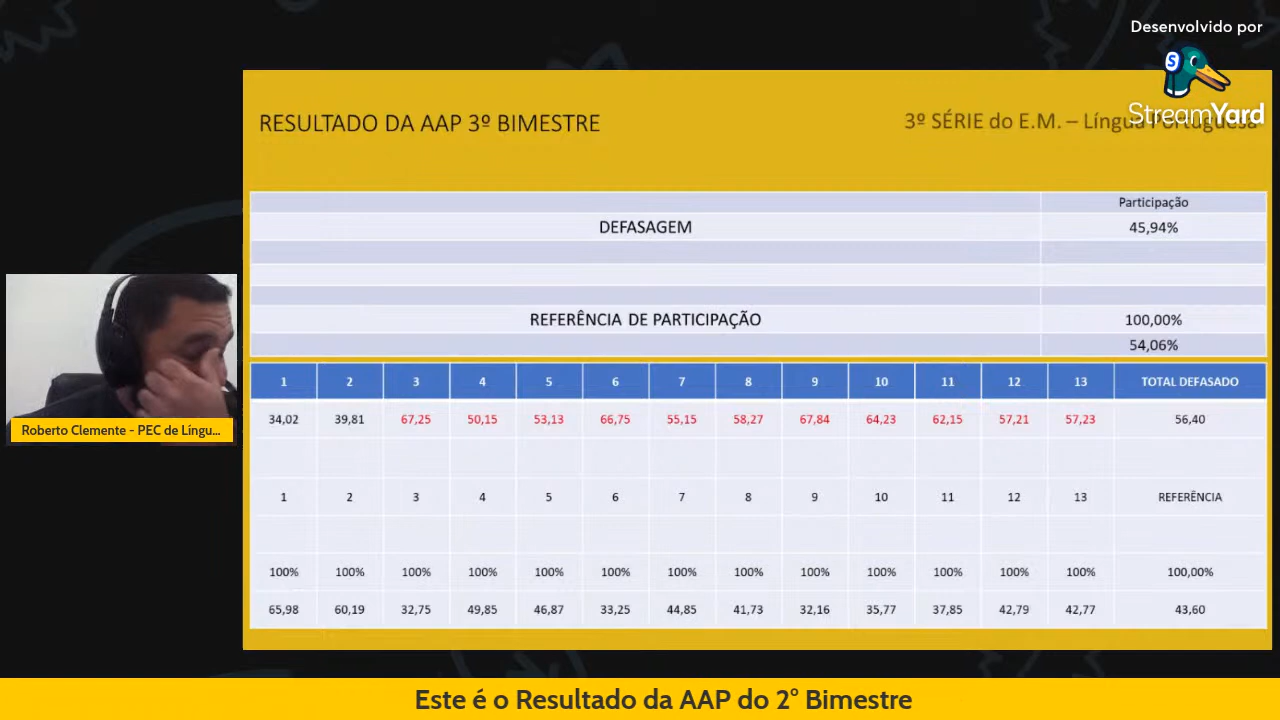 Desenvolvido por
StreamYard
RESULTADO DA AAP 3º BIMESTRE
3º SÉRIE do E.M. – Língua Portuguesa
Participação
DEFASAGEM 45,94%
REFERÊNCIA DE PARTICIPAÇÃO 100,00%
54,06%
1 2 3 4 5 6 7 8 9 10 11 12 13 TOTAL DEFASADO
34,02 39,81 67,25 50,15 53,13 66,75 55,15 58,27 67,84 64,23 62,15 57,21 57,23 56,40
1 2 3 4 5 6 7 8 9 10 11 12 13 REFERÊNCIA
100% 100% 100% 100% 100% 100% 100% 100% 100% 100% 100% 100% 100% 100,00%
65,98 60,19 32,75 49,85 46,87 33,25 44,85 41,73 32,16 35,77 37,85 42,79 42,77 43,60
Roberto Clemente - PEC de Língu...
Este é o Resultado da AAP do 2° Bimestre